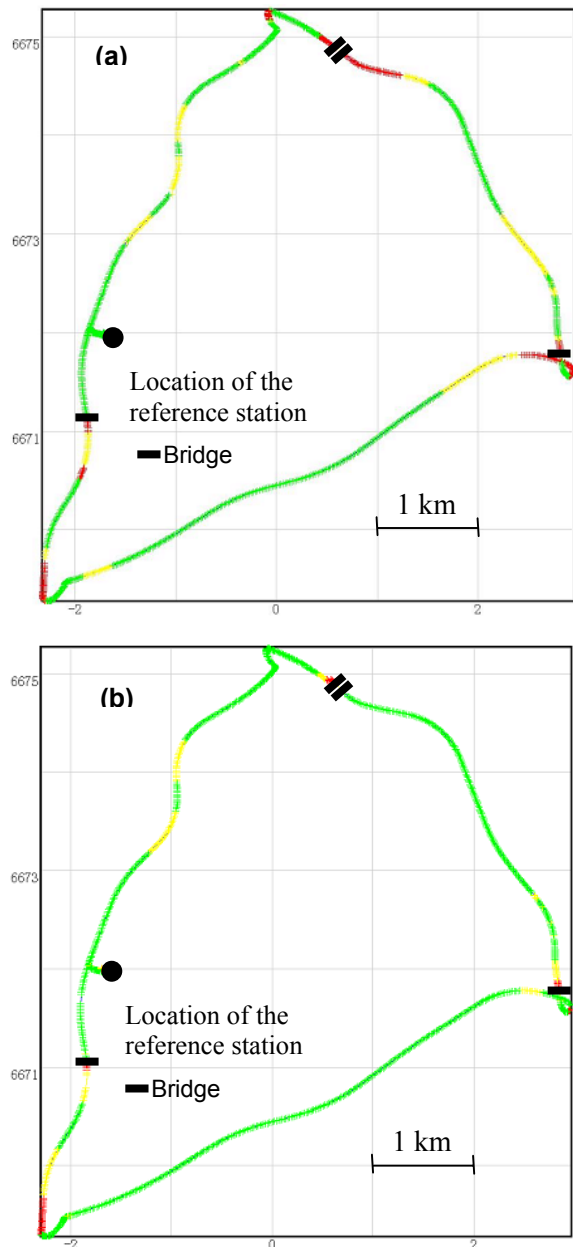 (a)
6675
6673
6671
Location of the
reference station
Bridge
1 km
-2
0
2
(b)
6675
6673
6671
Location of the
reference station
Bridge
1 km
-2
0
2